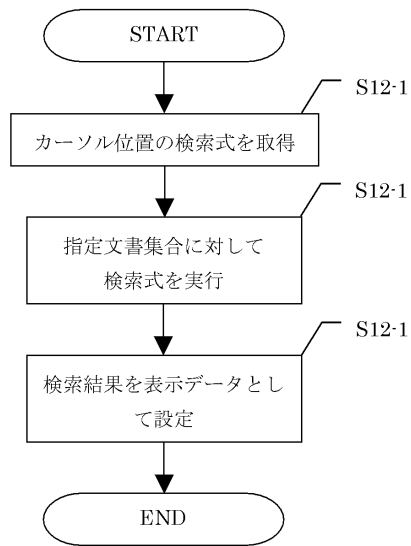 START
S12-1
カーソル位置の検索式を取得
S12-1
指定文書集合に対して
検索式を実行
S12-1
検索結果を表示データとし
て設定
END